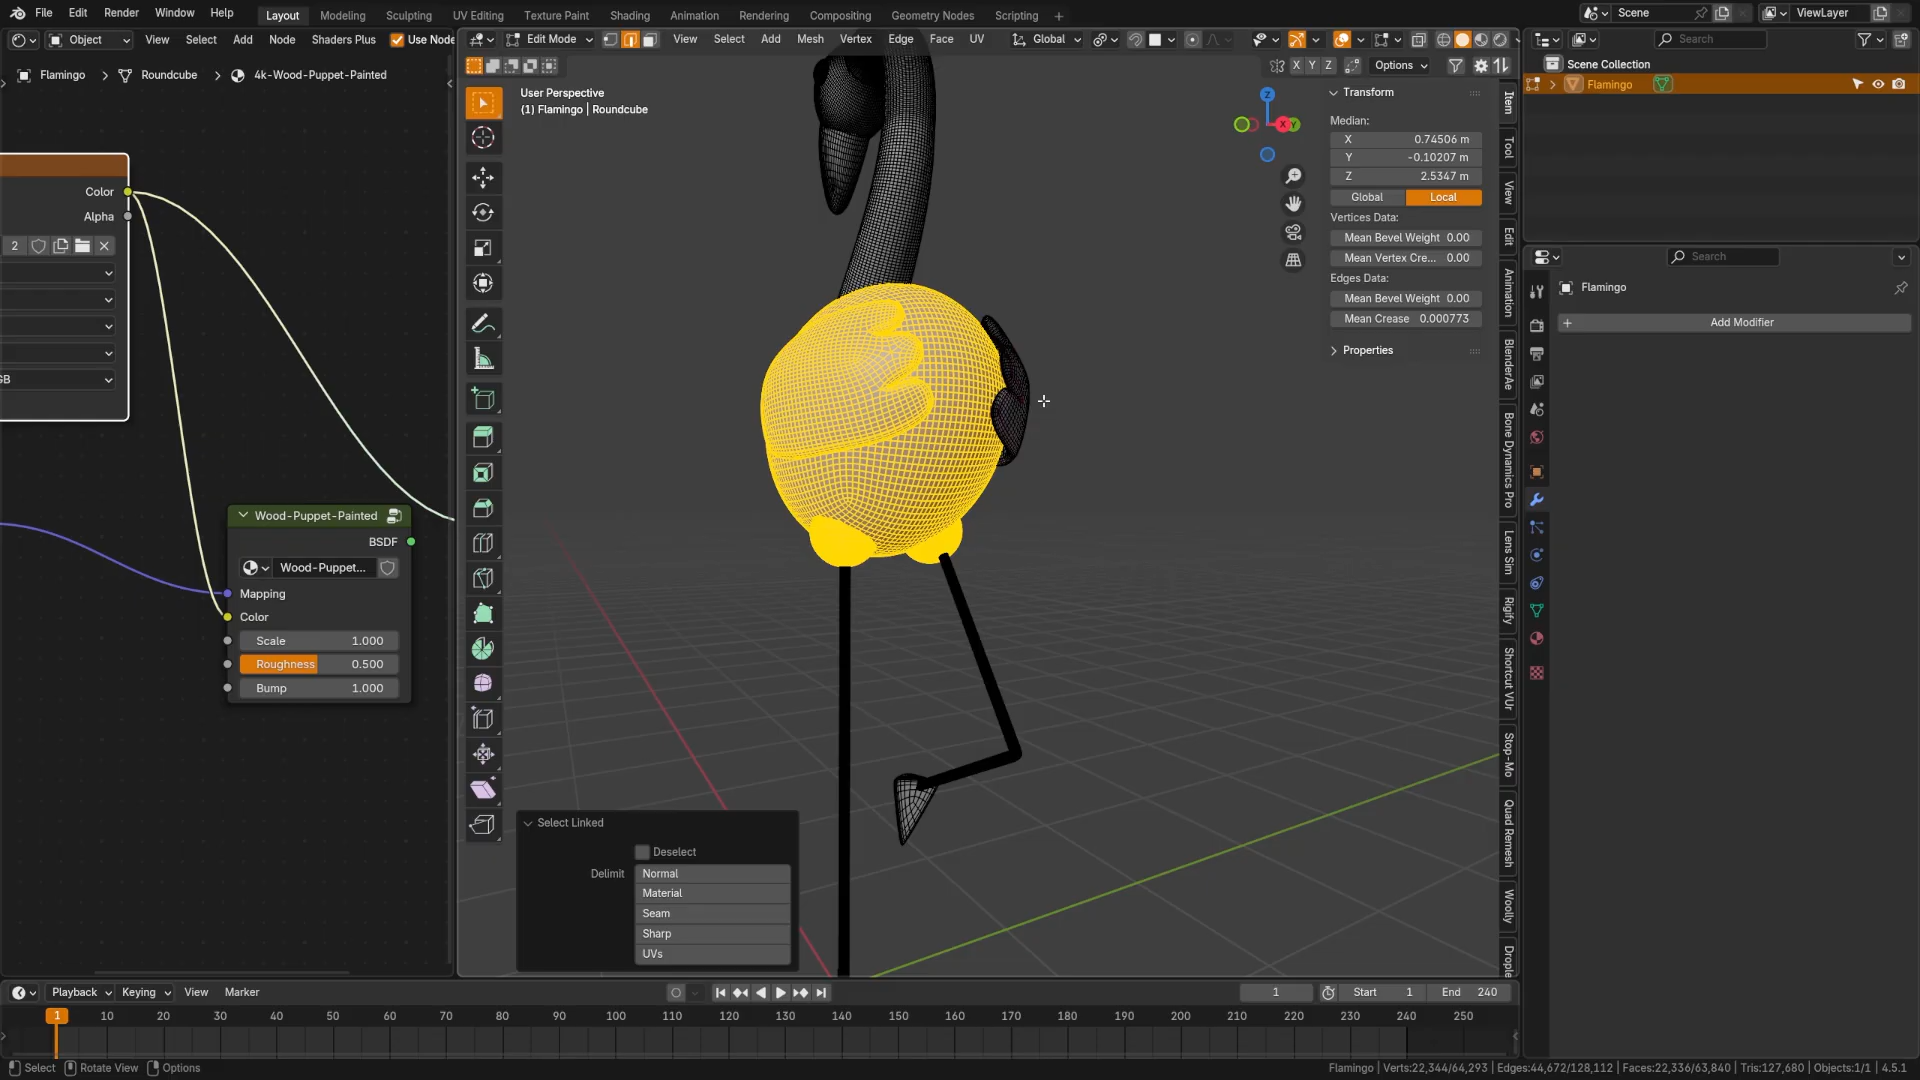 File Edit Render Window Help Layout Modeling Sculpting UV Editing Texture Paint Shading Animation Rendering Compositing Geometry Nodes Scripting + Scene ViewLayer
Object View Select Add Node Shaders Plus Use Node
Edit Mode View Select Add Mesh Vertex Edge Face UV Global
Search
X Y Z Options
Flamingo > Roundcube > 4k-Wood-Puppet-Painted
Scene Collection
Flamingo
User Perspective
(1) Flamingo | Roundcube
Z
X
Y
Transform
Median:
X 0.74506 m
Y -0.10207 m
Z 2.5347 m
Global Local
Vertices Data:
Mean Bevel Weight 0.00
Mean Vertex Cre... 0.00
Edges Data:
Mean Bevel Weight 0.00
Mean Crease 0.000773
Properties
Item
Tool
View
Edit
Animation
BlenderAe
Bone Dynamics Pro
Lens Sim
Rigify
Shortcut VUr
Stop-Mo
Quad Remesh
Woolly
Drople
Search
Flamingo
+ Add Modifier
Color
Alpha
2
GB
Wood-Puppet-Painted
BSDF
Wood-Puppet...
Mapping
Color
Scale 1.000
Roughness 0.500
Bump 1.000
Select Linked
Deselect
Delimit Normal
Material
Seam
Sharp
UVs
Playback Keying View Marker 1 Start 1 End 240
1 10 20 30 40 50 60 70 80 90 100 110 120 130 140 150 160 170 180 190 200 210 220 230 240 250
Select Rotate View Options Flamingo | Verts:22,344/64,293 | Edges:44,672/128,112 | Faces:22,336/63,840 | Tris:127,680 | Objects:1/1 | 4.5.1